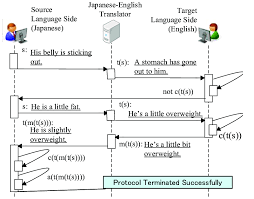 Source
Language Side
(Japanese)
Japanese-English
Translator
Target
Language Side
(English)
s: His belly is sticking
out.
t(s): A stomach has gone
out to him.
not c(t(s))
s: He is a little fat.
t(s): He's a little overweight.
t(m(t(s))):
He is slightly
overweight.
c(t(s))
m(t(s)): He's a little bit
overweight.
c(t(m(t(s))))
a(t(m(t(s))))
Protocol Terminated Successfully